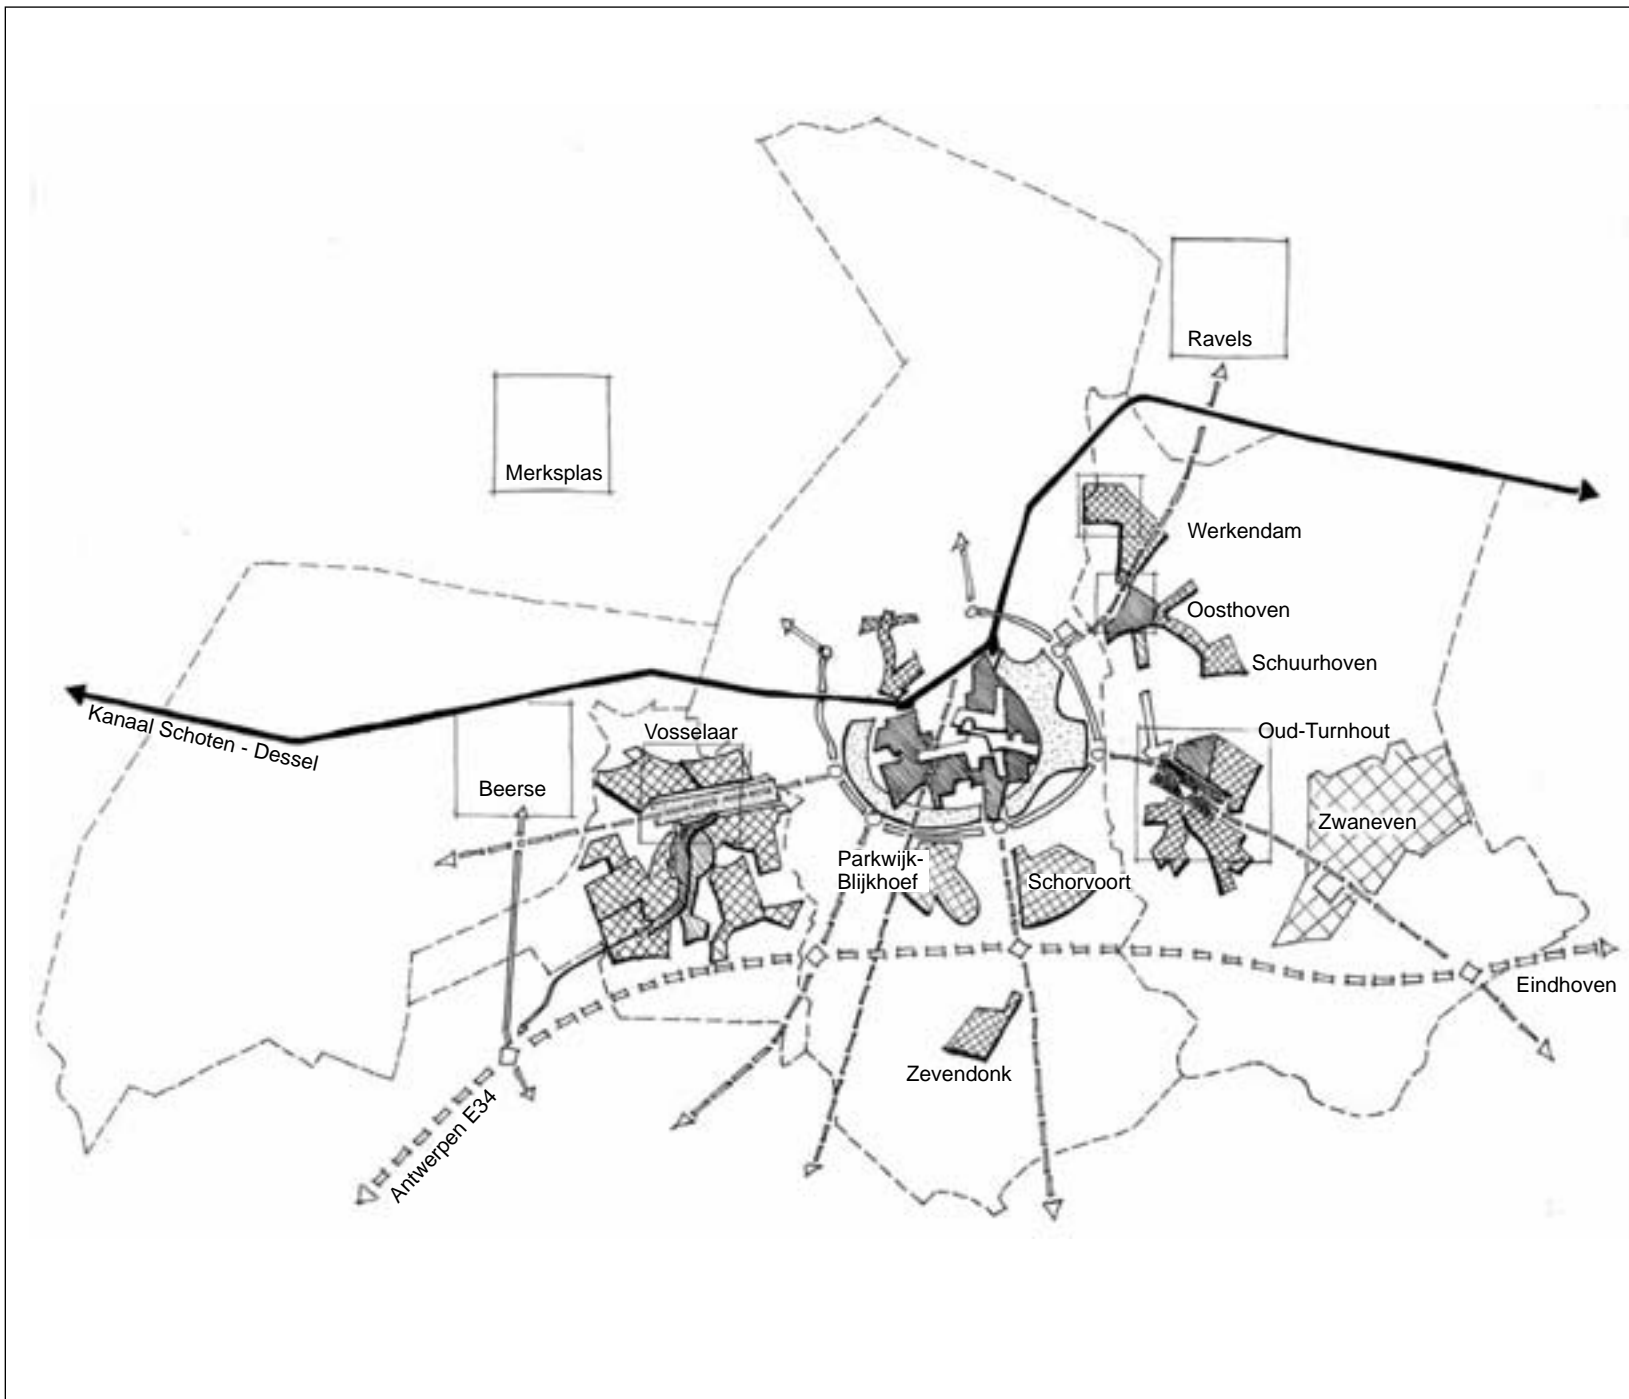 Ravels
Merksplas
Werkendam
Oosthoven
Schuurhoven
Kanaal Schoten - Dessel
Vosselaar
Oud-Turnhout
Beerse
Zwaneven
Parkwijk-
Blijkhoef
Schorvoort
Eindhoven
Zevendonk
Antwerpen E34